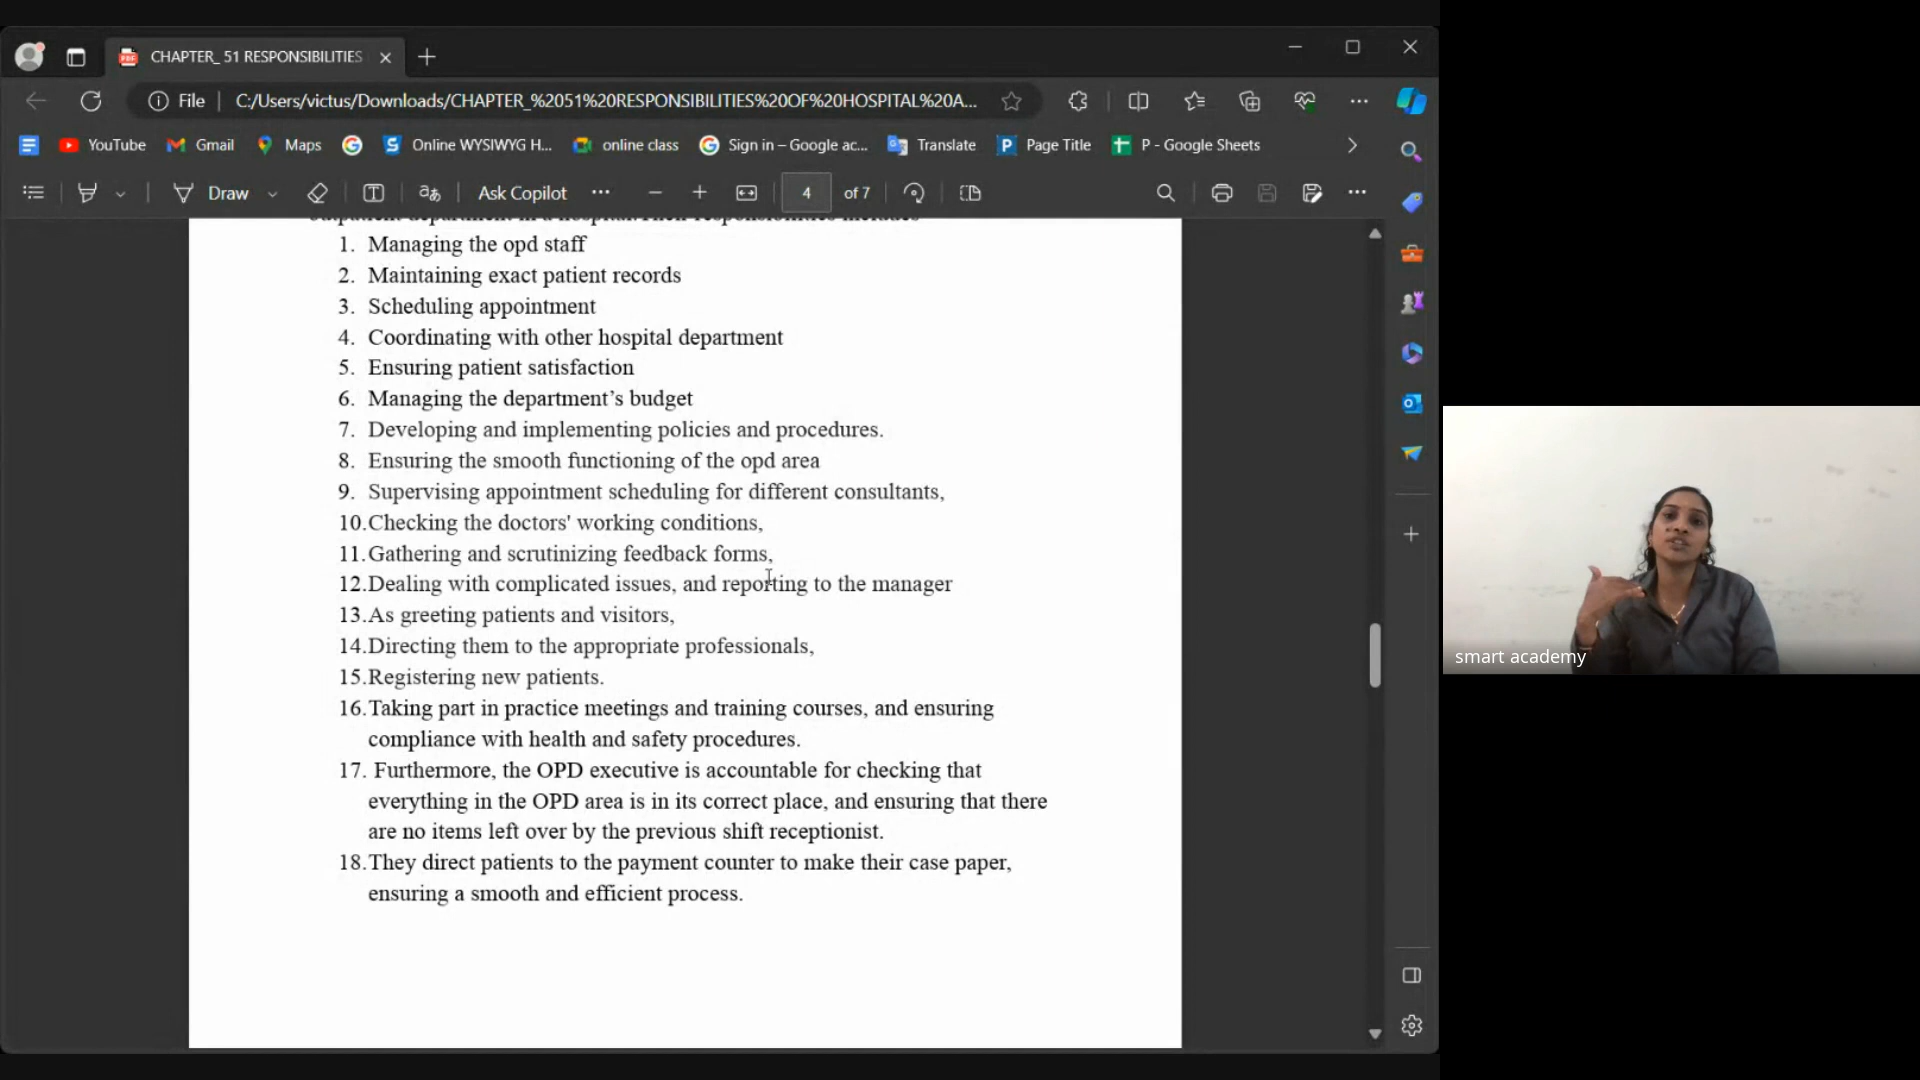 CHAPTER_ 51 RESPONSIBILITIES
File
C:/Users/victus/Downloads/CHAPTER_%2051%20RESPONSIBILITIES%20OF%20HOSPITAL%20A...
YouTube
Gmail
Maps
Online WYSIWYG H...
online class
Sign in – Google ac...
Translate
Page Title
P - Google Sheets
Draw
Ask Copilot
4 of 7
outpatient department in a hospital.Their responsibilities includes
1. Managing the opd staff
2. Maintaining exact patient records
3. Scheduling appointment
4. Coordinating with other hospital department
5. Ensuring patient satisfaction
6. Managing the department’s budget
7. Developing and implementing policies and procedures.
8. Ensuring the smooth functioning of the opd area
9. Supervising appointment scheduling for different consultants,
10.Checking the doctors' working conditions,
11.Gathering and scrutinizing feedback forms,
12.Dealing with complicated issues, and reporting to the manager
13.As greeting patients and visitors,
14.Directing them to the appropriate professionals,
15.Registering new patients.
16.Taking part in practice meetings and training courses, and ensuring
compliance with health and safety procedures.
17. Furthermore, the OPD executive is accountable for checking that
everything in the OPD area is in its correct place, and ensuring that there
are no items left over by the previous shift receptionist.
18.They direct patients to the payment counter to make their case paper,
ensuring a smooth and efficient process.
smart academy